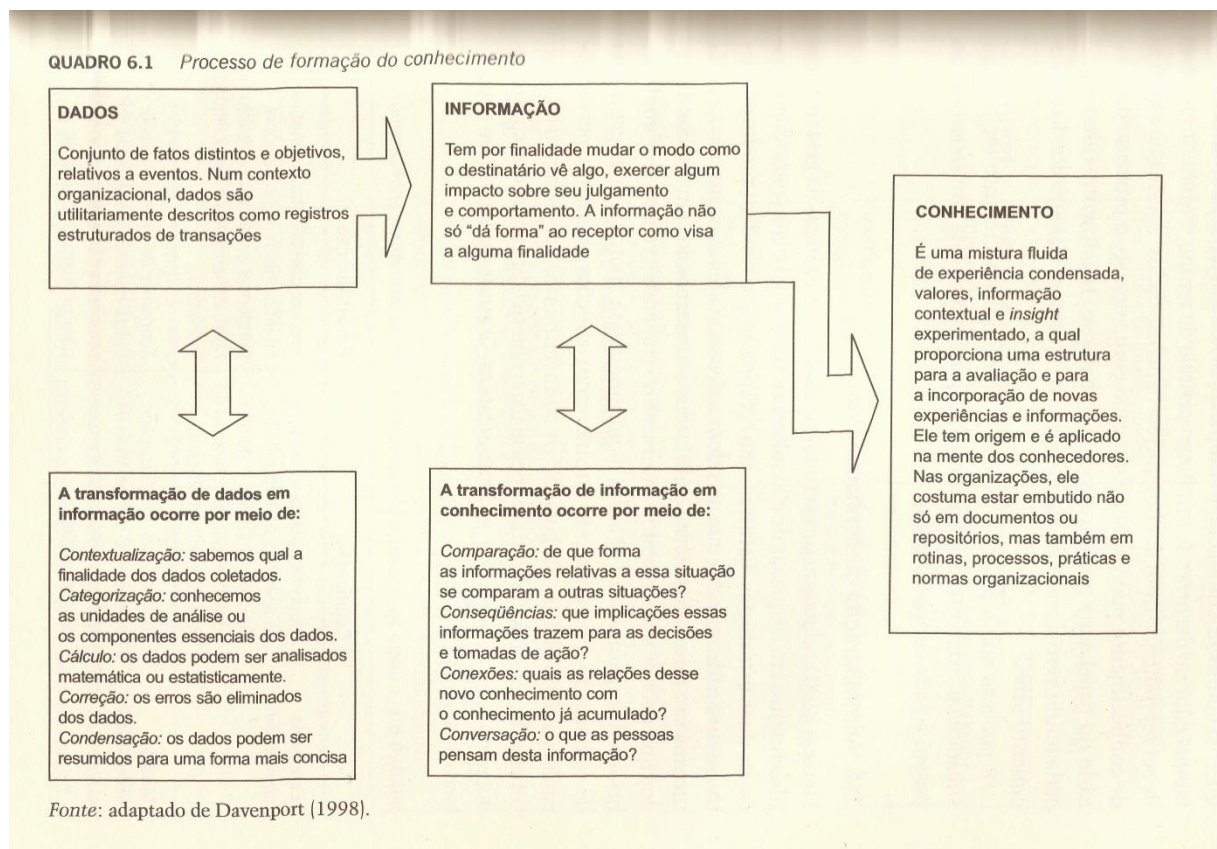 QUADRO 6.1 Processo de formação do conhecimento
DADOS
Conjunto de fatos distintos e objetivos,
relativos a eventos. Num contexto
organizacional, dados são
utilitariamente descritos como registros
estruturados de transações
INFORMAÇÃO
Tem por finalidade mudar o modo como
o destinatário vê algo, exercer algum
impacto sobre seu julgamento
e comportamento. A informação não
só “dá forma” ao receptor como visa
a alguma finalidade
CONHECIMENTO
É uma mistura fluida
de experiência condensada,
valores, informação
contextual e insight
experimentado, a qual
proporciona uma estrutura
para a avaliação e para
a incorporação de novas
experiências e informações.
Ele tem origem e é aplicado
na mente dos conhecedores.
Nas organizações, ele
costuma estar embutido não
só em documentos ou
repositórios, mas também em
rotinas, processos, práticas e
normas organizacionais
A transformação de dados em
informação ocorre por meio de:
Contextualização: sabemos qual a
finalidade dos dados coletados.
Categorização: conhecemos
as unidades de análise ou
os componentes essenciais dos dados.
Cálculo: os dados podem ser analisados
matemática ou estatisticamente.
Correção: os erros são eliminados
dos dados.
Condensação: os dados podem ser
resumidos para uma forma mais concisa
A transformação de informação em
conhecimento ocorre por meio de:
Comparação: de que forma
as informações relativas a essa situação
se comparam a outras situações?
Conseqüências: que implicações essas
informações trazem para as decisões
e tomadas de ação?
Conexões: quais as relações desse
novo conhecimento com
o conhecimento já acumulado?
Conversação: o que as pessoas
pensam desta informação?
Fonte: adaptado de Davenport (1998).